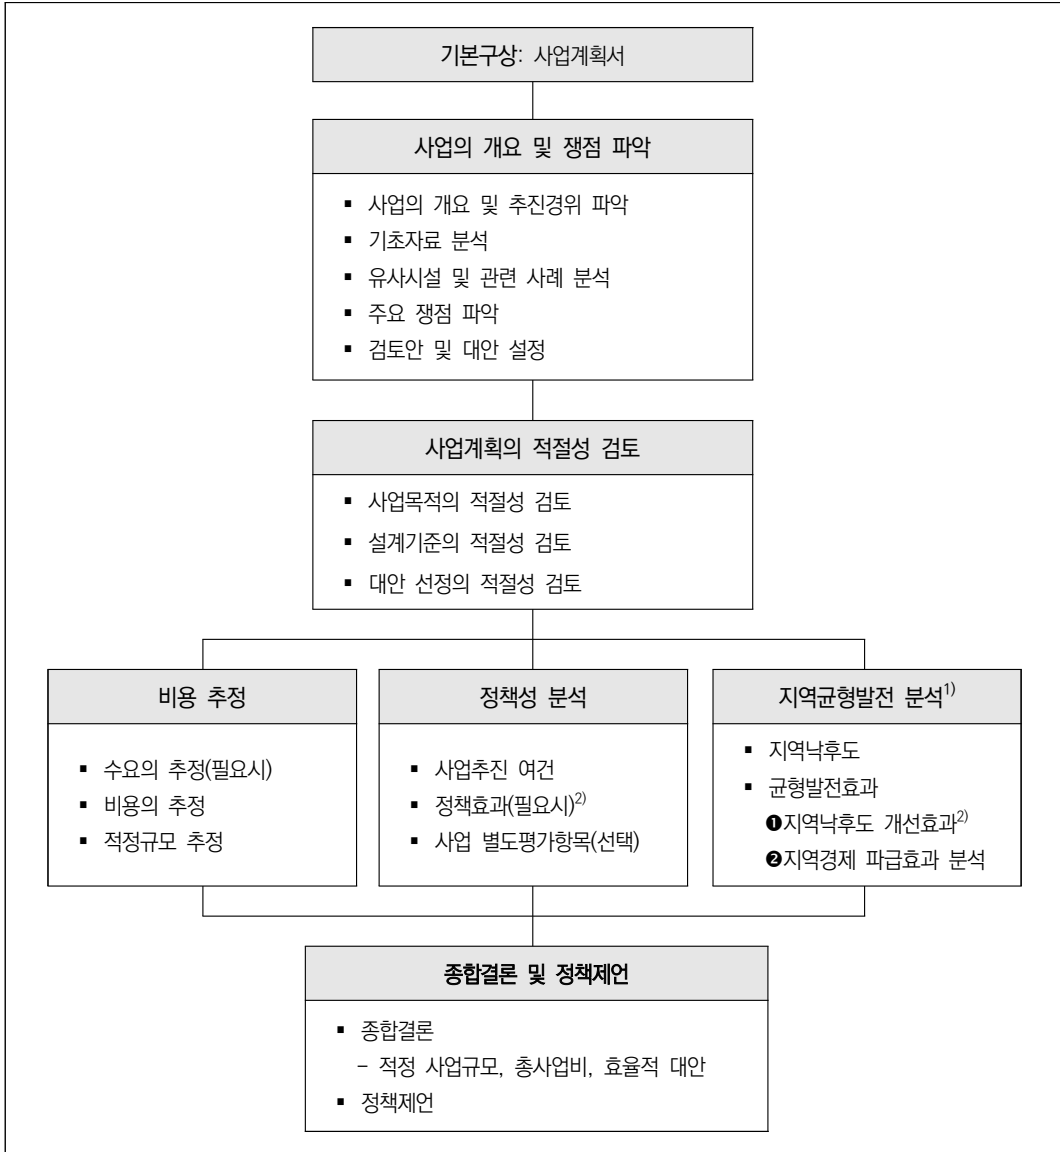 기본구상: 사업계획서
사업의 개요 및 쟁점 파악
▪ 사업의 개요 및 추진경위 파악
▪ 기초자료 분석
▪ 유사시설 및 관련 사례 분석
▪ 주요 쟁점 파악
▪ 검토안 및 대안 설정
사업계획의 적절성 검토
▪ 사업목적의 적절성 검토
▪ 설계기준의 적절성 검토
▪ 대안 선정의 적절성 검토
비용 추정
▪ 수요의 추정(필요시)
▪ 비용의 추정
▪ 적정규모 추정
정책성 분석
▪ 사업추진 여건
▪ 정책효과(필요시)2)
▪ 사업 별도평가항목(선택)
지역균형발전 분석1)
▪ 지역낙후도
▪ 균형발전효과
❶지역낙후도 개선효과2)
❷지역경제 파급효과 분석
종합결론 및 정책제언
▪ 종합결론
− 적정 사업규모, 총사업비, 효율적 대안
▪ 정책제언